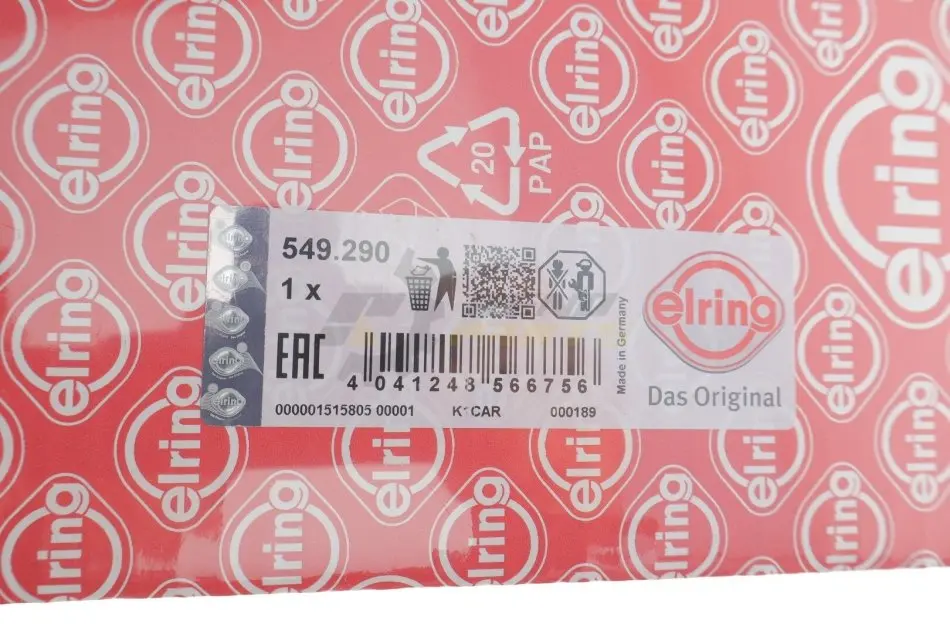 elring
20
PAP
549.290
1 x
EAC
4 041248 566756
000001515805 00001
000189
Made in Germany
elring
Das Original